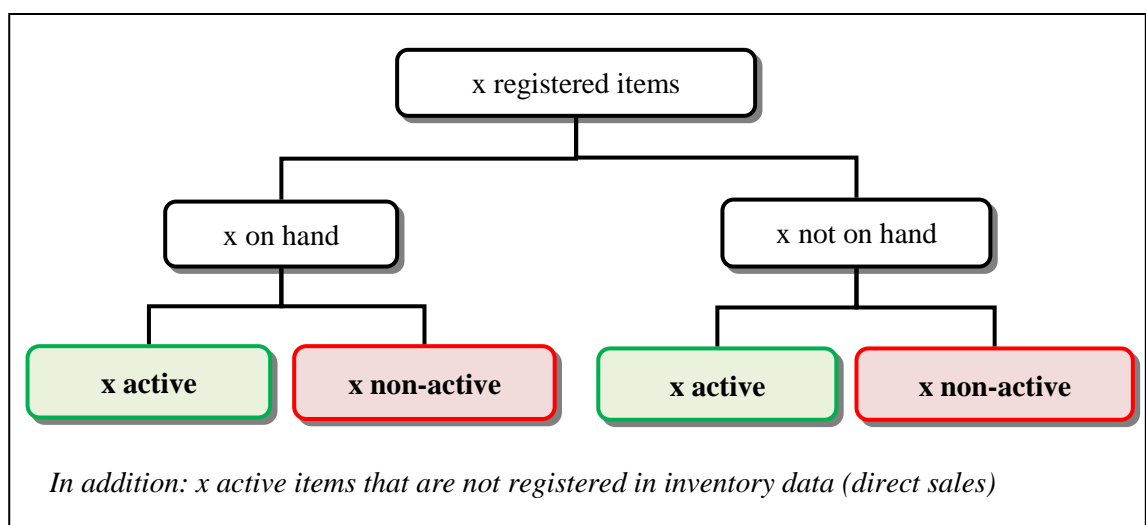 x registered items
x on hand
x not on hand
x active
x non-active
x active
x non-active
In addition: x active items that are not registered in inventory data (direct sales)